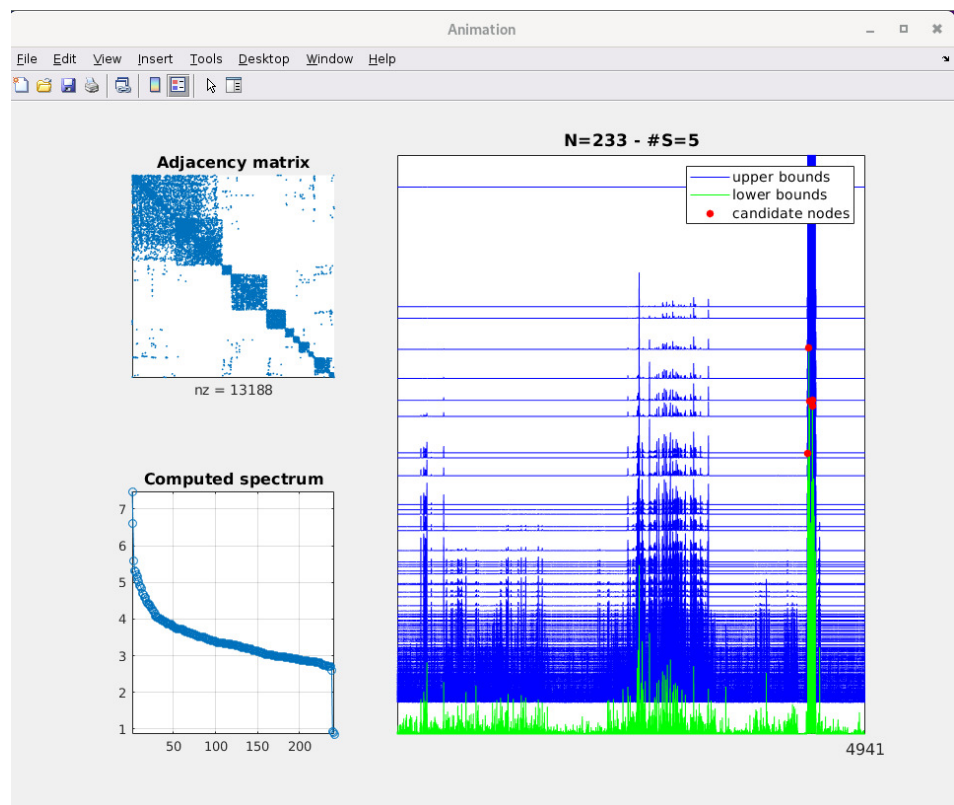 Animation
File Edit View Insert Tools Desktop Window Help
N=233 - #S=5
Adjacency matrix
upper bounds
lower bounds
candidate nodes
nz = 13188
Computed spectrum
7
6
5
4
3
2
1
50 100 150 200
4941